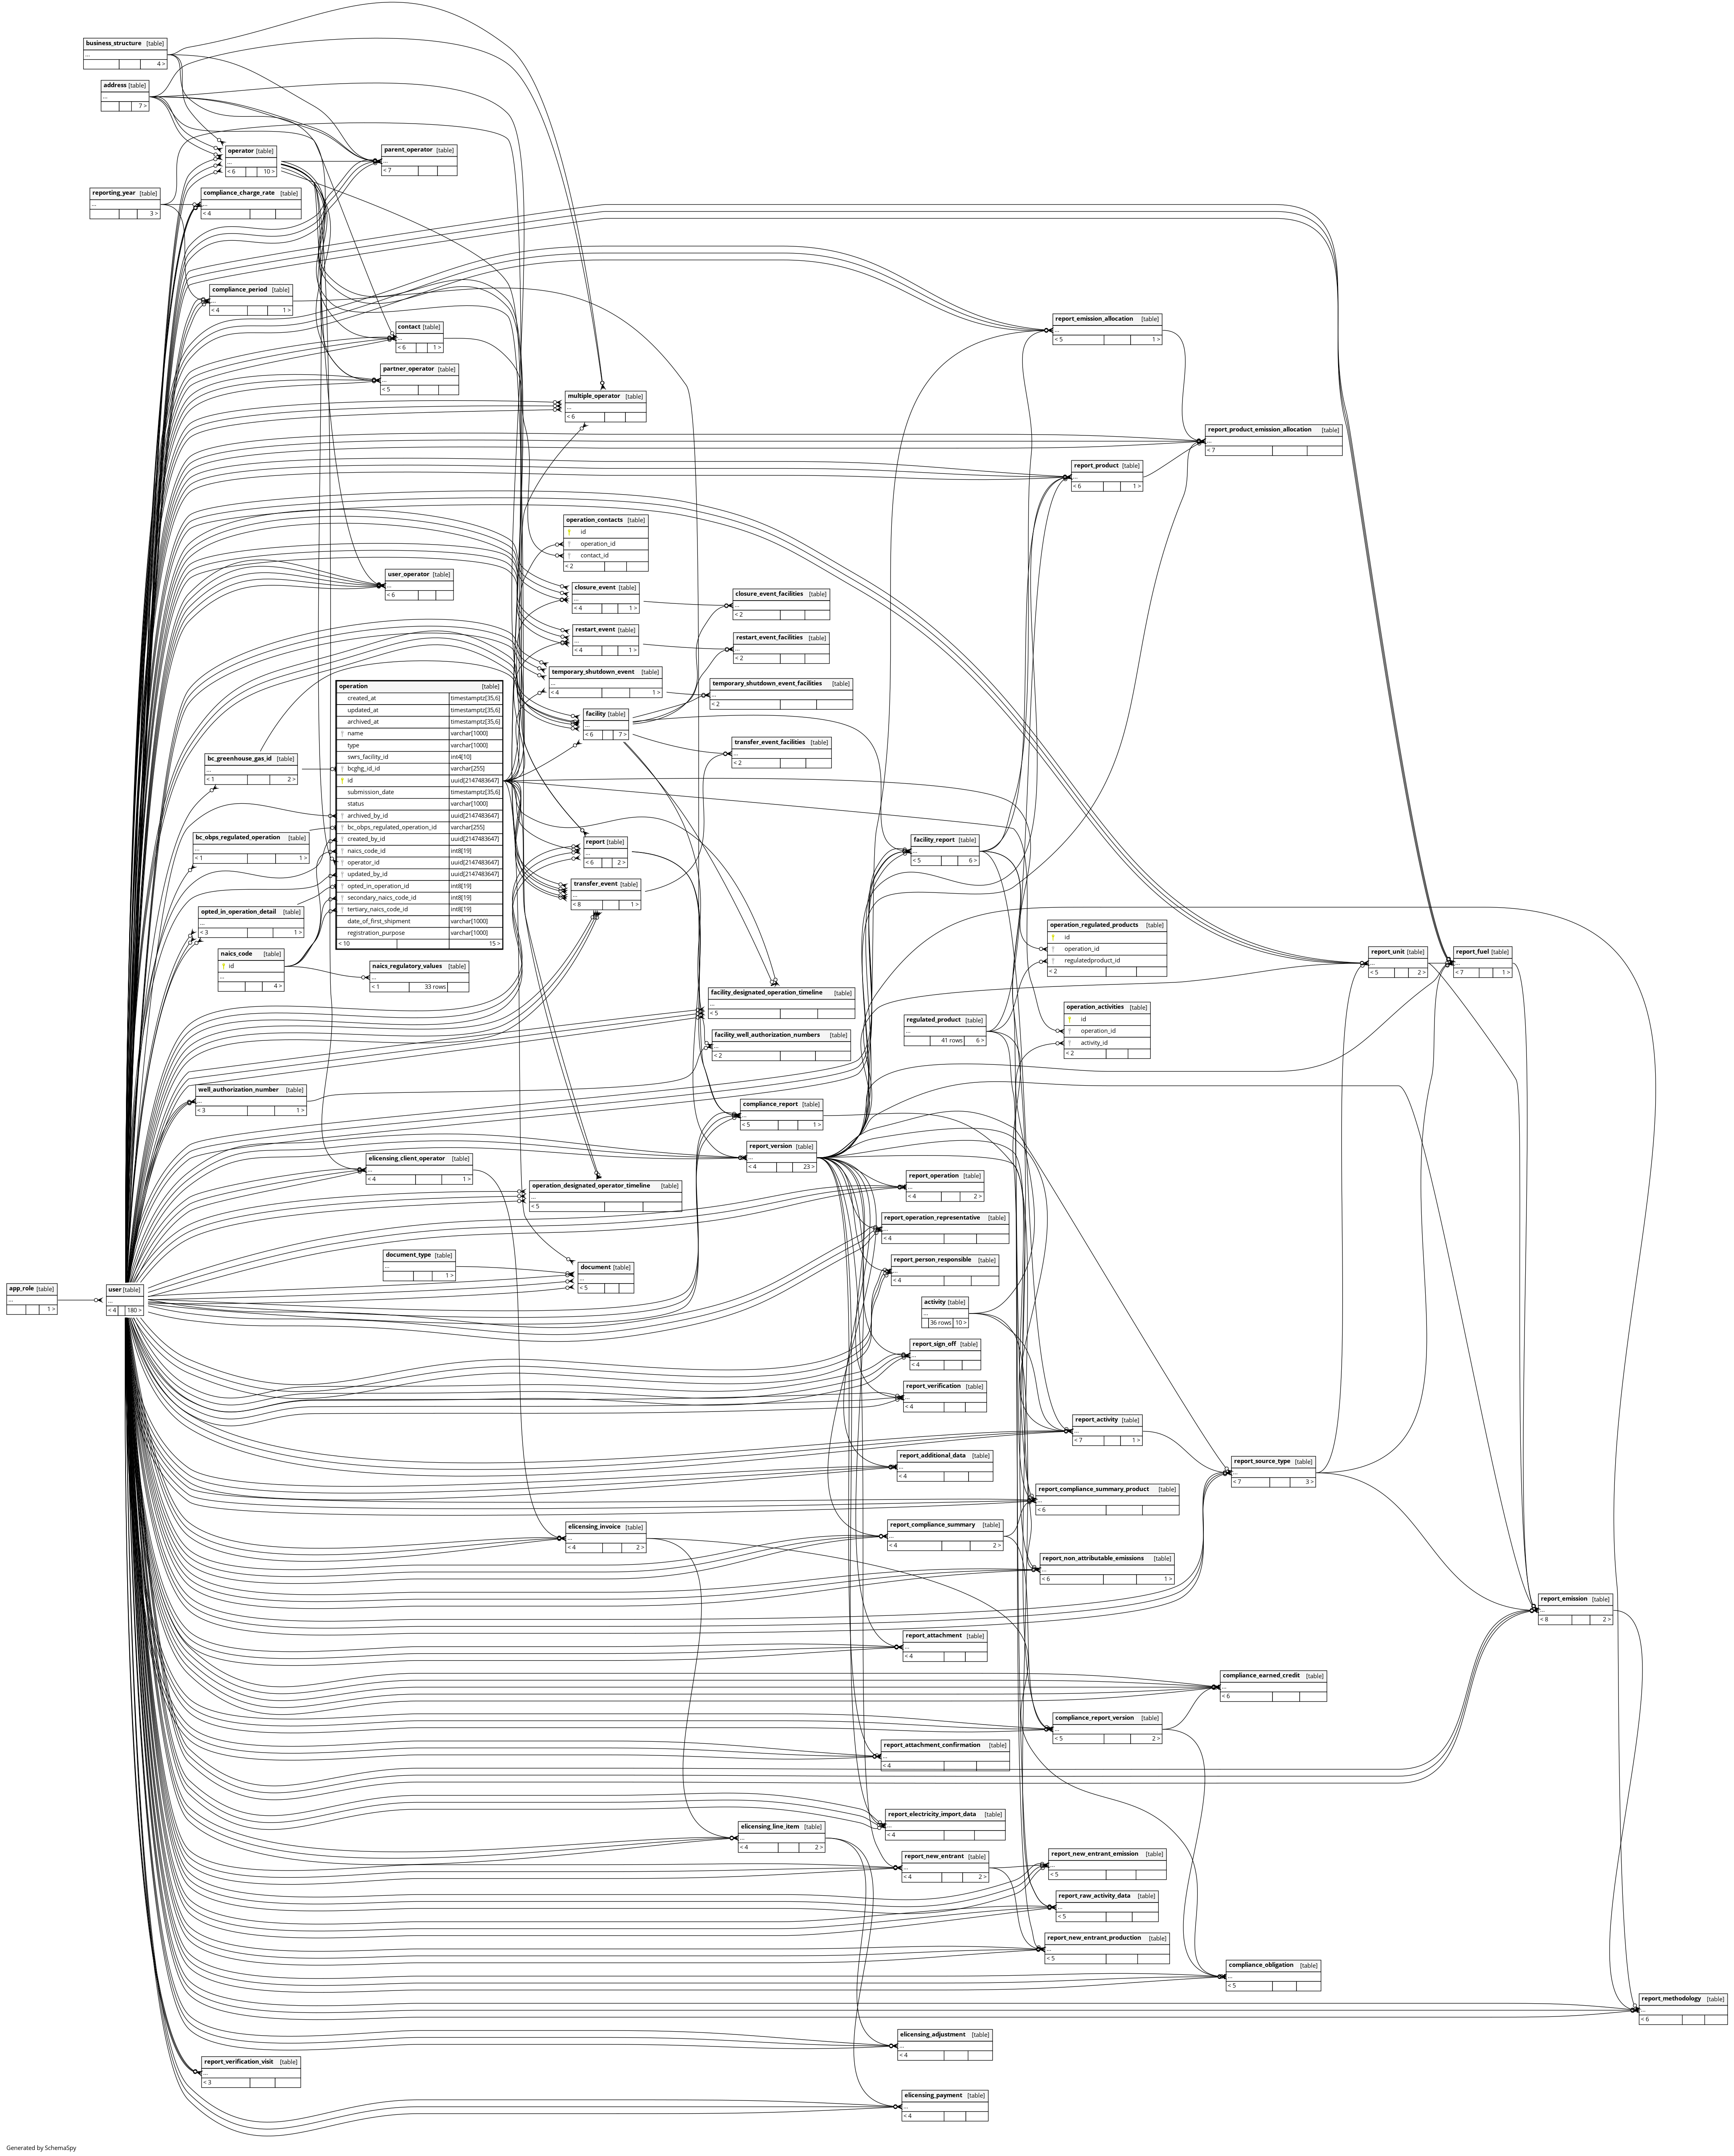 business_structure [table]
...
4 >
address [table]
...
7 >
operator [table]
...
< 6 10 >
parent_operator [table]
...
< 7
reporting_year [table]
...
3 >
compliance_charge_rate [table]
...
< 4
compliance_period [table]
...
< 4 1 >
contact [table]
...
< 6 1 >
partner_operator [table]
...
< 5
multiple_operator [table]
...
< 6
report_emission_allocation [table]
...
< 5 1 >
report_product_emission_allocation [table]
...
< 7
report_product [table]
...
< 6 1 >
operation_contacts [table]
id
operation_id
contact_id
< 2
user_operator [table]
...
< 6
closure_event [table]
...
< 4 1 >
closure_event_facilities [table]
...
< 2
restart_event [table]
...
< 4 1 >
restart_event_facilities [table]
...
< 2
temporary_shutdown_event [table]
...
< 4 1 >
temporary_shutdown_event_facilities [table]
...
< 2
facility [table]
...
< 6 7 >
transfer_event_facilities [table]
...
< 2
operation [table]
created_at timestamptz[35,6]
updated_at timestamptz[35,6]
archived_at timestamptz[35,6]
name varchar[1000]
type varchar[1000]
swrs_facility_id int4[10]
bcghg_id_id varchar[255]
id uuid[2147483647]
submission_date timestamptz[35,6]
status varchar[1000]
archived_by_id uuid[2147483647]
bc_obps_regulated_operation_id varchar[255]
created_by_id uuid[2147483647]
naics_code_id int8[19]
operator_id uuid[2147483647]
updated_by_id uuid[2147483647]
opted_in_operation_id int8[19]
secondary_naics_code_id int8[19]
tertiary_naics_code_id int8[19]
date_of_first_shipment varchar[1000]
registration_purpose varchar[1000]
< 10 15 >
bc_greenhouse_gas_id [table]
...
< 1 2 >
bc_obps_regulated_operation [table]
...
< 1 1 >
opted_in_operation_detail [table]
...
< 3 1 >
naics_code [table]
id
...
4 >
naics_regulatory_values [table]
...
< 1 33 rows
report [table]
...
< 6 2 >
transfer_event [table]
...
< 8 1 >
facility_report [table]
...
< 5 6 >
operation_regulated_products [table]
id
operation_id
regulatedproduct_id
< 2
report_unit [table]
...
< 5 2 >
report_fuel [table]
...
< 7 1 >
facility_designated_operation_timeline [table]
...
< 5
regulated_product [table]
...
41 rows 6 >
operation_activities [table]
id
operation_id
activity_id
< 2
facility_well_authorization_numbers [table]
...
< 2
well_authorization_number [table]
...
< 3 1 >
compliance_report [table]
...
< 5 1 >
report_version [table]
...
< 4 23 >
elicensing_client_operator [table]
...
< 4 1 >
operation_designated_operator_timeline [table]
...
< 5
report_operation [table]
...
< 4 2 >
report_operation_representative [table]
...
< 4
document_type [table]
...
1 >
document [table]
...
< 5
report_person_responsible [table]
...
< 4
app_role [table]
...
1 >
user [table]
...
< 4 180 >
activity [table]
...
36 rows 10 >
report_sign_off [table]
...
< 4
report_verification [table]
...
< 4
report_activity [table]
...
< 7 1 >
report_additional_data [table]
...
< 4
report_source_type [table]
...
< 7 3 >
report_compliance_summary_product [table]
...
< 6
elicensing_invoice [table]
...
< 4 2 >
report_compliance_summary [table]
...
< 4 2 >
report_non_attributable_emissions [table]
...
< 6 1 >
report_emission [table]
...
< 8 2 >
report_attachment [table]
...
< 4
compliance_earned_credit [table]
...
< 6
compliance_report_version [table]
...
< 5 2 >
report_attachment_confirmation [table]
...
< 4
report_electricity_import_data [table]
...
< 4
elicensing_line_item [table]
...
< 4 2 >
report_new_entrant [table]
...
< 4 2 >
report_new_entrant_emission [table]
...
< 5
report_raw_activity_data [table]
...
< 5
report_new_entrant_production [table]
...
< 5
compliance_obligation [table]
...
< 5
report_methodology [table]
...
< 6
elicensing_adjustment [table]
...
< 4
report_verification_visit [table]
...
< 3
elicensing_payment [table]
...
< 4
Generated by SchemaSpy